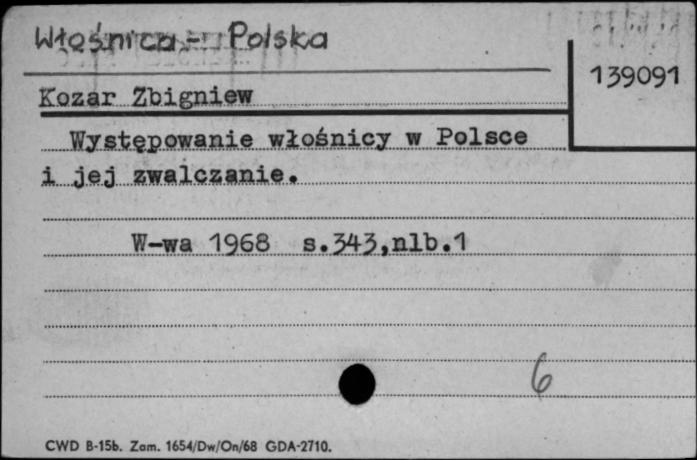 Włośnica - Polska
139091
Kozar Zbigniew
Występowanie włośnicy w Polsce
i jej zwalczanie.
W-wa 1968 s.343,nlb.1
6
CWD B-15b. Zam. 1654/Dw/On/68 GDA-2710.